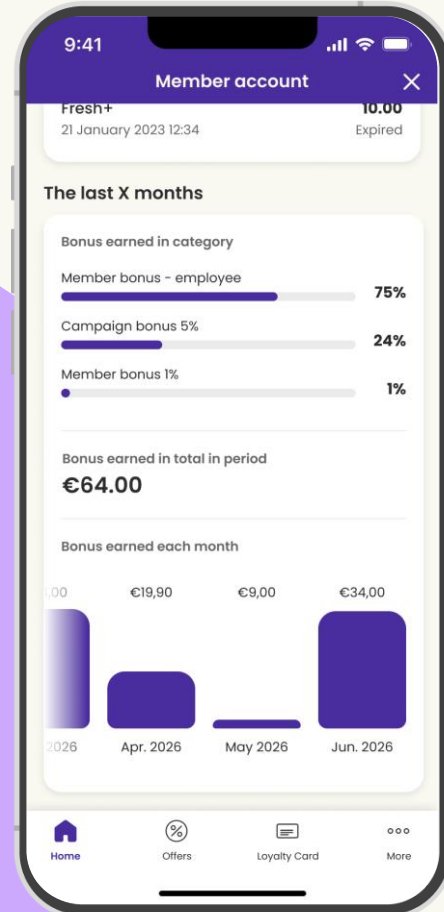 9:41
Member account
Fresh+ 10.00
21 January 2023 12:34 Expired
The last X months
Bonus earned in category
Member bonus - employee
75%
Campaign bonus 5%
24%
Member bonus 1%
1%
Bonus earned in total in period
€64.00
Bonus earned each month
,00 €19,90 €9,00 €34,00
2026 Apr. 2026 May 2026 Jun. 2026
Home Offers Loyalty Card More